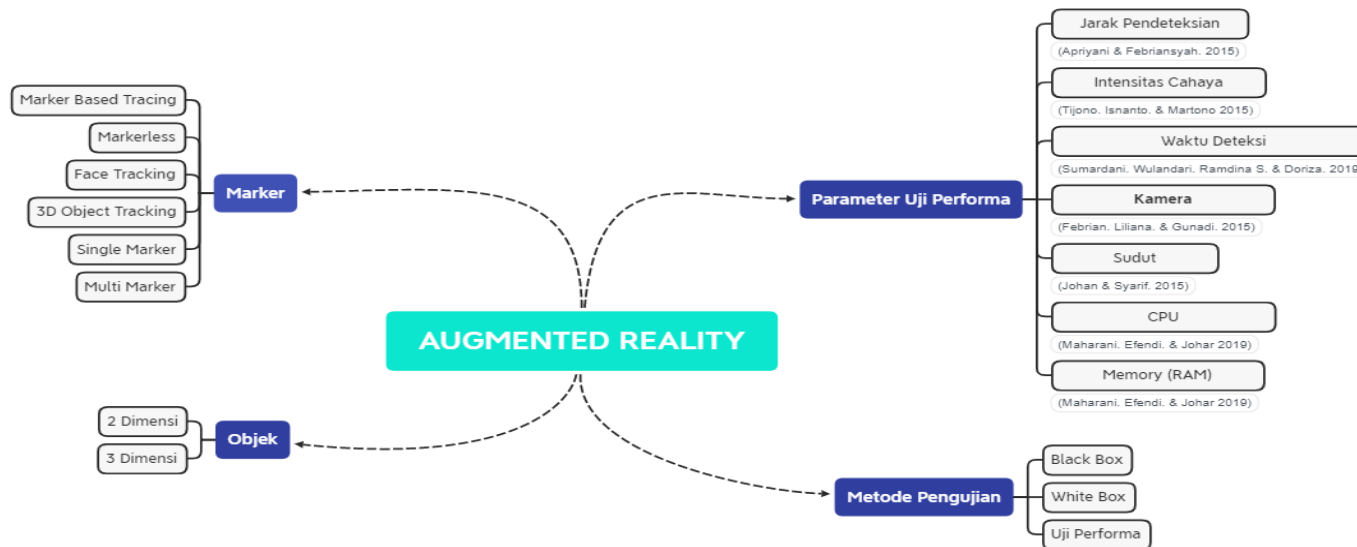 AUGMENTED REALITY
Marker
Marker Based Tracing
Markerless
Face Tracking
3D Object Tracking
Single Marker
Multi Marker
Objek
2 Dimensi
3 Dimensi
Parameter Uji Performa
Jarak Pendeteksian
(Apriyani & Febriansyah. 2015)
Intensitas Cahaya
(Tijono. Isnanto. & Martono 2015)
Waktu Deteksi
(Sumardani. Wulandari. Ramdina S. & Doriza. 2019
Kamera
(Febrian. Liliana. & Gunadi. 2015)
Sudut
(Johan & Syarif. 2015)
CPU
(Maharani. Efendi. & Johar 2019)
Memory (RAM)
(Maharani. Efendi. & Johar 2019)
Metode Pengujian
Black Box
White Box
Uji Performa